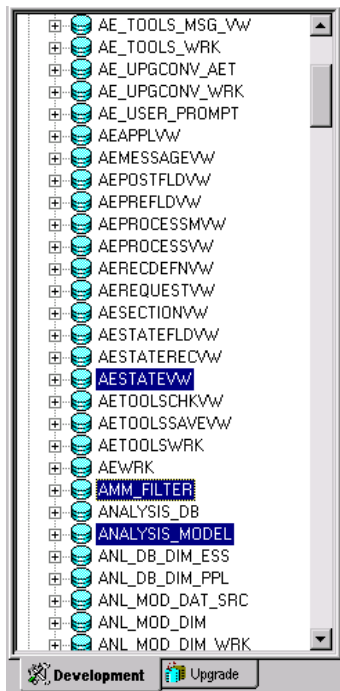 AE_TOOLS_MSG_VW
AE_TOOLS_WRK
AE_UPGCONV_AET
AE_UPGCONV_WRK
AE_USER_PROMPT
AEAPPLVW
AEMESSAGEVW
AEPOSTFLDVW
AEPREFLDVW
AEPROCESSMVW
AEPROCESSVW
AERECDEFNVW
AEREQUESTVW
AESECTIONVW
AESTATEFLDVW
AESTATERECVW
AESTATEVW
AETOOLSCHKVW
AETOOLSSAVEVW
AETOOLSWRK
AEWRK
AMM_FILTER
ANALYSIS_DB
ANALYSIS_MODEL
ANL_DB_DIM_ESS
ANL_DB_DIM_PPL
ANL_MOD_DAT_SRC
ANL_MOD_DIM
ANL_MOD_DIM_WRK
Development Upgrade